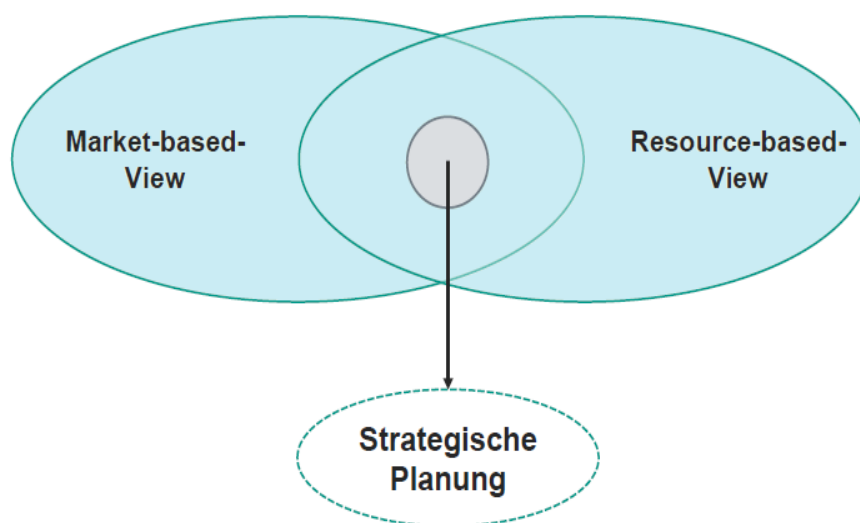 Market-based-
View
Resource-based-
View
Strategische
Planung